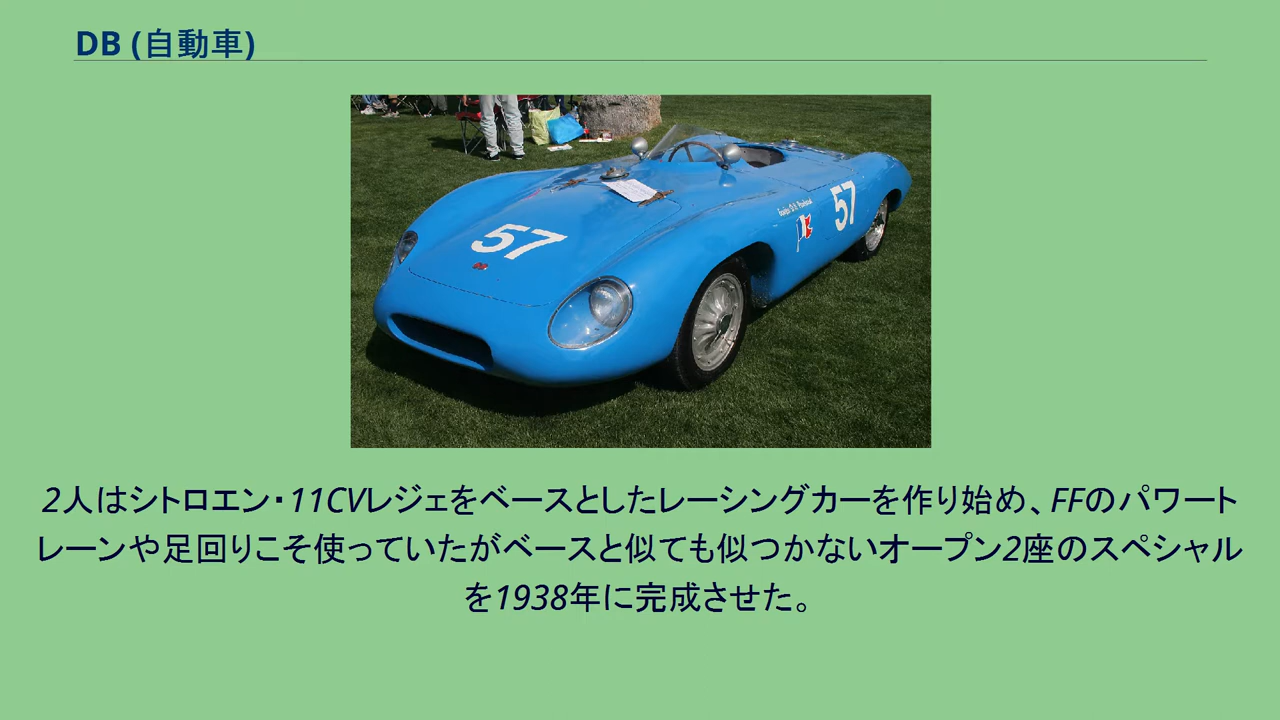 DB (自動車)
57
57
2人はシトロエン・11CVレジェをベースとしたレーシングカーを作り始め、FFのパワート
レーンや足回りこそ使っていたがベースと似ても似つかないオープン2座のスペシャル
を1938年に完成させた。